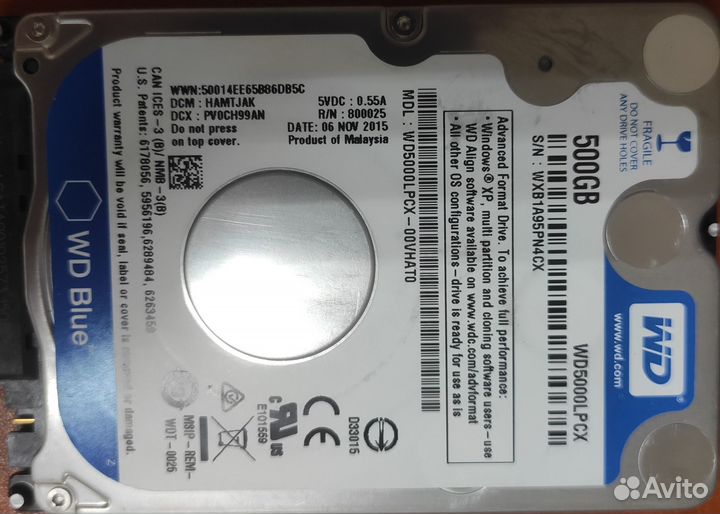 FRAGILE
DO NOT COVER
ANY DRIVE HOLES
500GB
S/N: WXB1A95PN4CX
WD
www.wd.com
WD5000LPCX
Advanced Format Drive. To achieve full performance:
• Windows® XP, multi partition and cloning software users - use
WD Align software available on www.wdc.com/advformat
• All other OS configurations - drive is ready for use as is
MDL: WD5000LPCX-00VHAT0
WWN:50014EE65B86DB5C
DCM: HAMTJAK
DCX: PV0CH99AN
Do not press
on top cover.
5VDC: 0.55A
R/N: 800025
DATE: 06 NOV 2015
Product of Malaysia
D33015
E101559
MSIP-REM-
WDT-0026
CAN ICES-3 (B)/NMB-3(B)
U.S. Patents: 6178056, 5956196,6289484, 6263459
Product warranty will be void if seal, label or cover is removed or damaged.
WD Blue
2
Avito